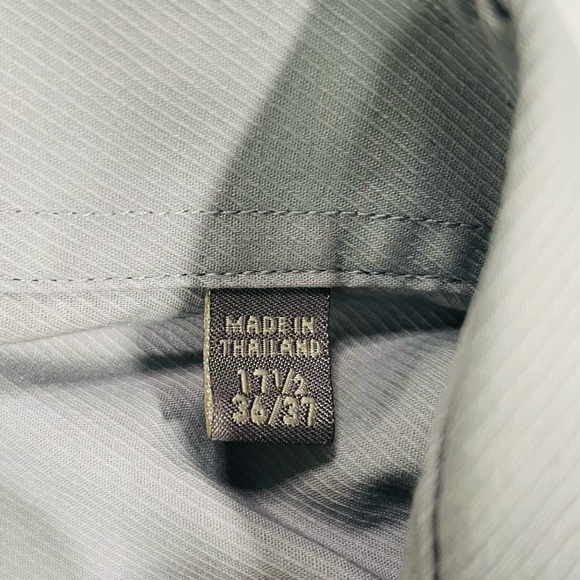 MADE IN
THAILAND
17½
36/37